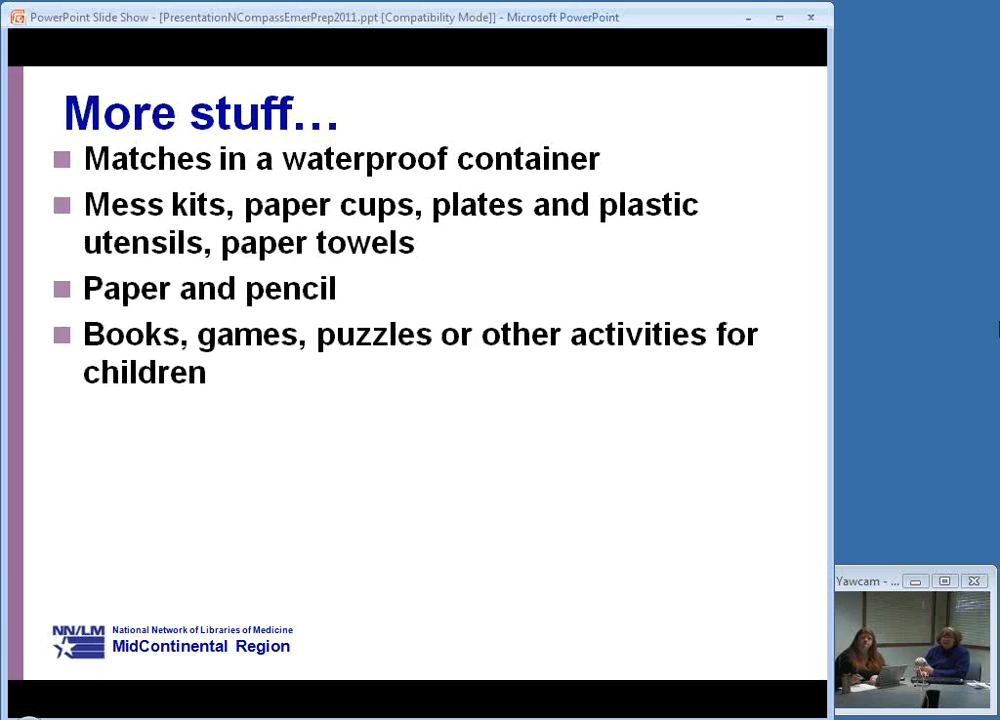 PowerPoint Slide Show - [PresentationNCompassEmerPrep2011.ppt [Compatibility Mode]] - Microsoft PowerPoint
More stuff…
Matches in a waterproof container
Mess kits, paper cups, plates and plastic
utensils, paper towels
Paper and pencil
Books, games, puzzles or other activities for
children
NN/LM
National Network of Libraries of Medicine
MidContinental Region
Yawcam - ...